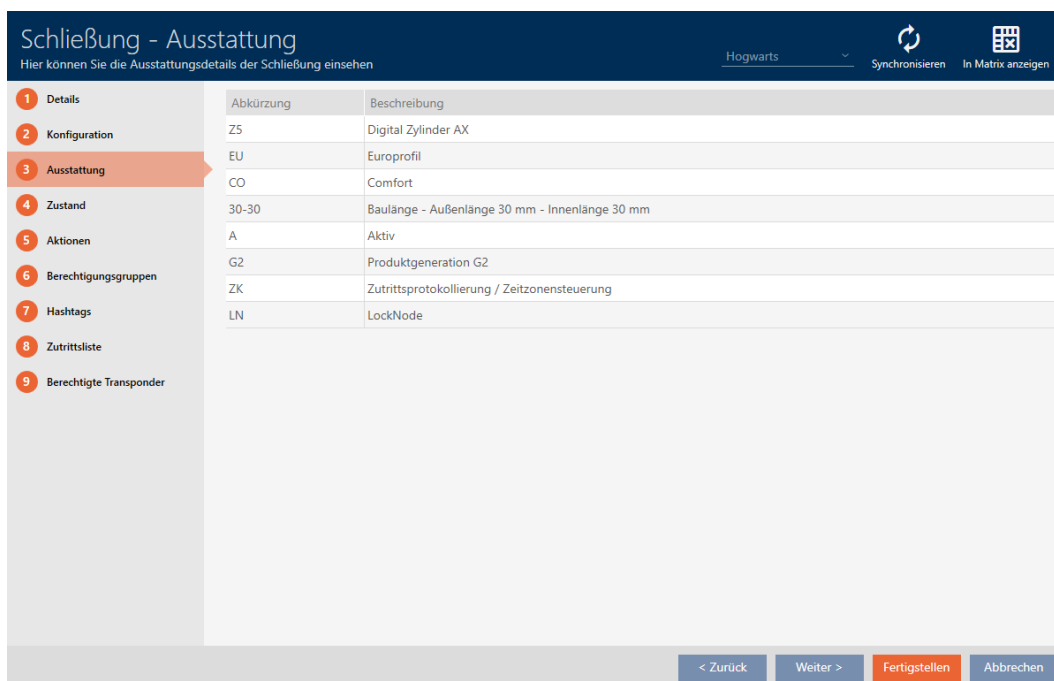 Schließung - Ausstattung
Hier können Sie die Ausstattungsdetails der Schließung einsehen
Hogwarts
Synchronisieren
In Matrix anzeigen
1 Details
2 Konfiguration
3 Ausstattung
4 Zustand
5 Aktionen
6 Berechtigungsgruppen
7 Hashtags
8 Zutrittsliste
9 Berechtigte Transponder
Abkürzung Beschreibung
Z5 Digital Zylinder AX
EU Europrofil
CO Comfort
30-30 Baulänge - Außenlänge 30 mm - Innenlänge 30 mm
A Aktiv
G2 Produktgeneration G2
ZK Zutrittsprotokollierung / Zeitzonensteuerung
LN LockNode
< Zurück
Weiter >
Fertigstellen
Abbrechen